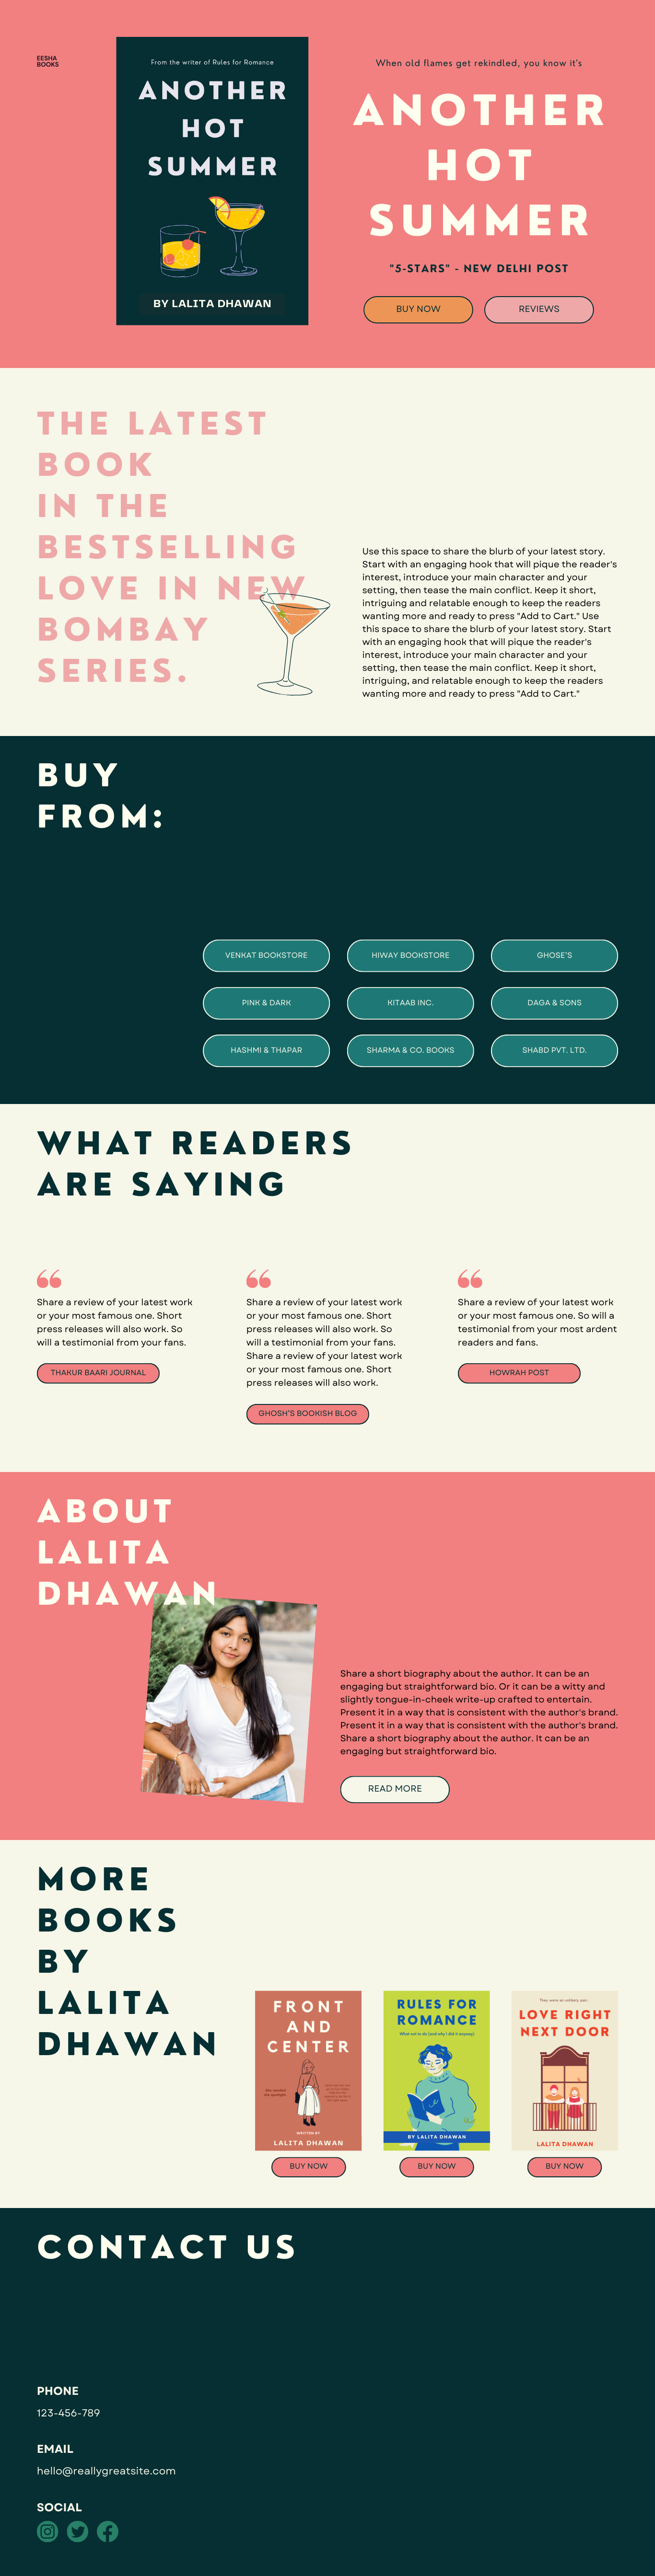 EESHA
BOOKS
From the writer of Rules for Romance
ANOTHER
HOT
SUMMER
BY LALITA DHAWAN
When old flames get rekindled, you know it's
ANOTHER
HOT
SUMMER
"5-STARS" - NEW DELHI POST
BUY NOW
REVIEWS
THE LATEST
BOOK
IN THE
BESTSELLING
LOVE IN NEW
BOMBAY
SERIES.
Use this space to share the blurb of your latest story.
Start with an engaging hook that will pique the reader's
interest, introduce your main character and your
setting, then tease the main conflict. Keep it short,
intriguing and relatable enough to keep the readers
wanting more and ready to press "Add to Cart." Use
this space to share the blurb of your latest story. Start
with an engaging hook that will pique the reader's
interest, introduce your main character and your
setting, then tease the main conflict. Keep it short,
intriguing, and relatable enough to keep the readers
wanting more and ready to press "Add to Cart."
BUY
FROM:
VENKAT BOOKSTORE
HIWAY BOOKSTORE
GHOSE'S
PINK & DARK
KITAAB INC.
DAGA & SONS
HASHMI & THAPAR
SHARMA & CO. BOOKS
SHABD PVT. LTD.
WHAT READERS
ARE SAYING
Share a review of your latest work
or your most famous one. Short
press releases will also work. So
will a testimonial from your fans.
THAKUR BAARI JOURNAL
Share a review of your latest work
or your most famous one. Short
press releases will also work. So
will a testimonial from your fans.
Share a review of your latest work
or your most famous one. Short
press releases will also work.
GHOSH'S BOOKISH BLOG
Share a review of your latest work
or your most famous one. So will a
testimonial from your most ardent
readers and fans.
HOWRAH POST
ABOUT
LALITA
DHAWAN
Share a short biography about the author. It can be an
engaging but straightforward bio. Or it can be a witty and
slightly tongue-in-cheek write-up crafted to entertain.
Present it in a way that is consistent with the author's brand.
Present it in a way that is consistent with the author's brand.
Share a short biography about the author. It can be an
engaging but straightforward bio.
READ MORE
MORE
BOOKS
BY
LALITA
DHAWAN
FRONT
AND
CENTER
WRITTEN BY
LALITA DHAWAN
BUY NOW
RULES FOR
ROMANCE
What not to do (and why I did it anyway)
BY LALITA DHAWAN
BUY NOW
They were an unlikely pair.
LOVE RIGHT
NEXT DOOR
LALITA DHAWAN
BUY NOW
CONTACT US
PHONE
123-456-789
EMAIL
hello@reallygreatsite.com
SOCIAL